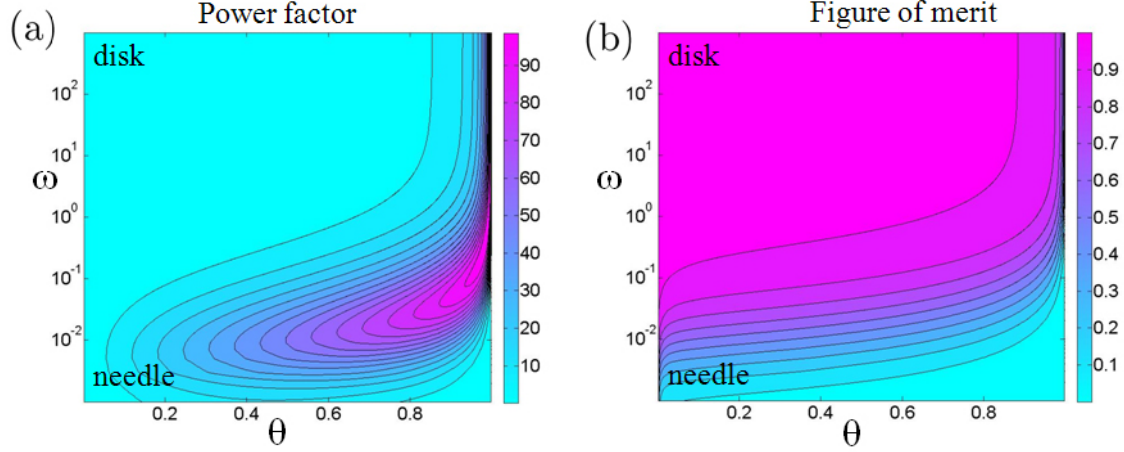 Power factor
(a)
disk
needle
ω
10²
10¹
10⁰
10⁻¹
10⁻²
0.2 0.4 0.6 0.8
θ
90
80
70
60
50
40
30
20
10
Figure of merit
(b)
disk
needle
ω
10²
10¹
10⁰
10⁻¹
10⁻²
0.2 0.4 0.6 0.8
θ
0.9
0.8
0.7
0.6
0.5
0.4
0.3
0.2
0.1